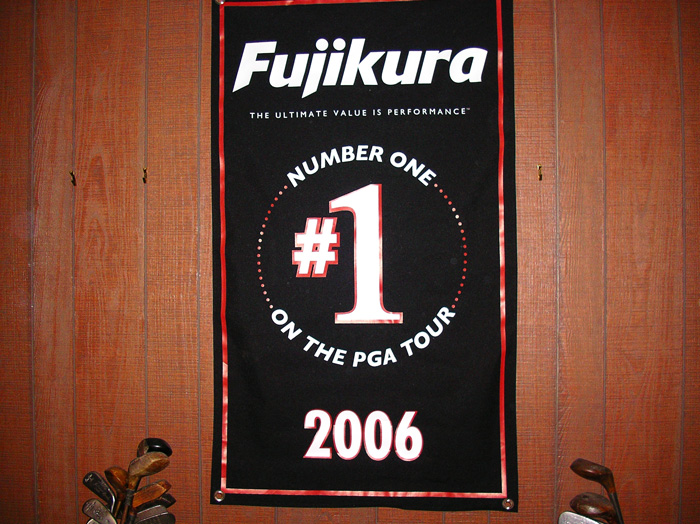 Fujikura
THE ULTIMATE VALUE IS PERFORMANCE™
NUMBER ONE
#1
ON THE PGA TOUR
2006